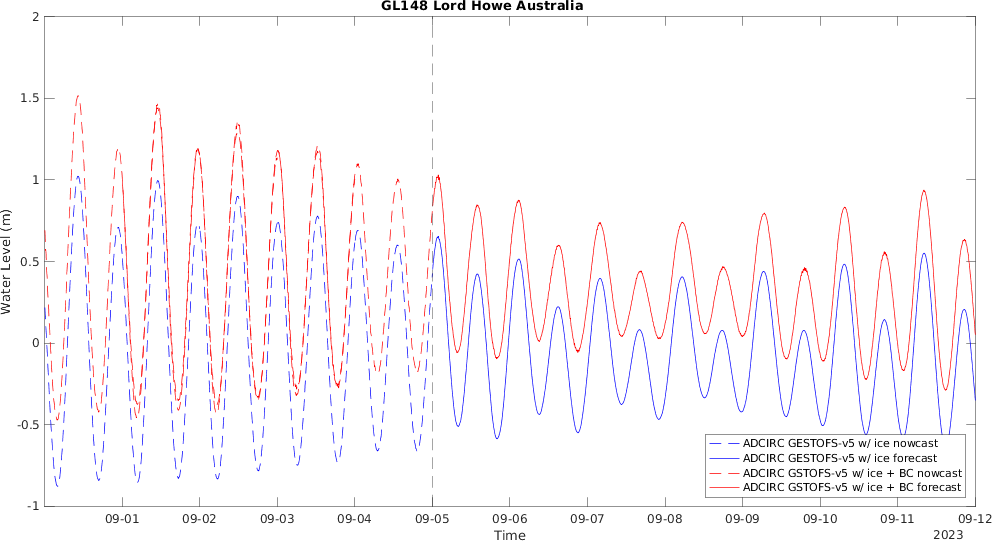 GL148 Lord Howe Australia
2
1.5
1
0.5
0
-0.5
-1
Water Level (m)
ADCIRC GESTOFS-v5 w/ ice nowcast
ADCIRC GESTOFS-v5 w/ ice forecast
ADCIRC GSTOFS-v5 w/ ice + BC nowcast
ADCIRC GSTOFS-v5 w/ ice + BC forecast
09-01 09-02 09-03 09-04 09-05 09-06 09-07 09-08 09-09 09-10 09-11 09-12
Time
2023